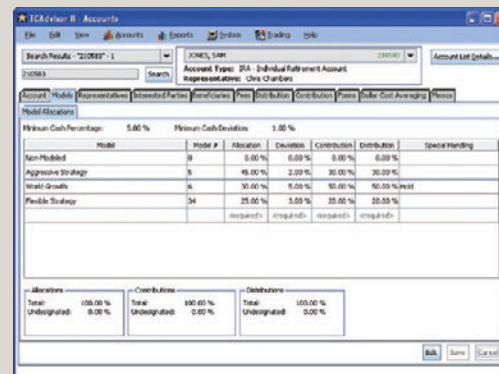 TCAdvisor II - Accounts
File Edit View Accounts Reports System Trading Help
Search Results - "210583" - 1
JONES, SAM 210583
Account List Details...
210583 Search
Account Type: IRA - Individual Retirement Account
Representative: Chris Chambers
Account Models Representatives Interested Parties Beneficiaries Fees Distribution Contribution Forms Dollar Cost Averaging Memos
Model Allocations
Minimum Cash Percentage: 5.00 % Minimum Cash Deviation: 1.00 %
Model Model # Allocation Deviation Contribution Distribution Special Handling
Non-Modeled 0 0.00 % 0.00 % 0.00 % 0.00 %
Aggressive Strategy 5 45.00 % 2.00 % 30.00 % 30.00 %
World Growth 6 30.00 % 5.00 % 50.00 % 50.00 % Hold
Flexible Strategy 34 25.00 % 3.00 % 20.00 % 20.00 %
<required> <required> <required> <required>
Allocations Contributions Distributions
Total: 100.00 % Total: 100.00 % Total: 100.00 %
Undesignated: 0.00 % Undesignated: 0.00 % Undesignated: 0.00 %
Edit Save Cancel